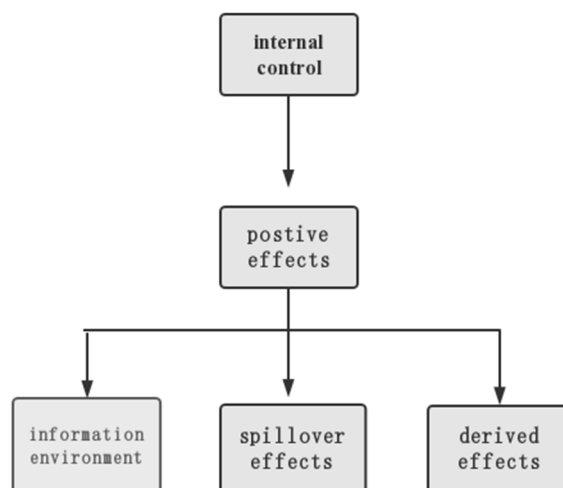 internal
control
postive
effects
information
environment
spillover
effects
derived
effects